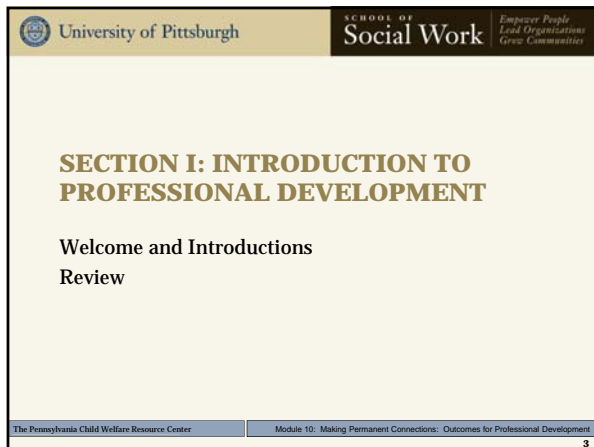 University of Pittsburgh
SCHOOL OF
Social Work
Empower People
Lead Organizations
Grow Communities
SECTION I: INTRODUCTION TO
PROFESSIONAL DEVELOPMENT
Welcome and Introductions
Review
The Pennsylvania Child Welfare Resource Center
Module 10: Making Permanent Connections: Outcomes for Professional Development
3